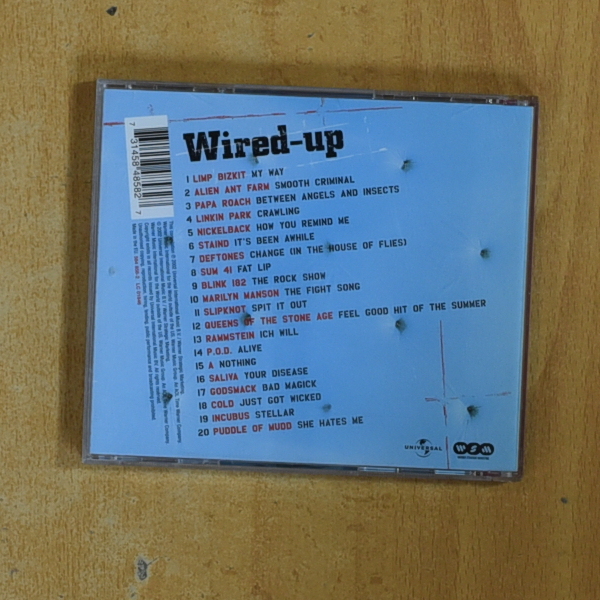 Wired-up
1 LIMP BIZKIT MY WAY
2 ALIEN ANT FARM SMOOTH CRIMINAL
3 PAPA ROACH BETWEEN ANGELS AND INSECTS
4 LINKIN PARK CRAWLING
5 NICKELBACK HOW YOU REMIND ME
6 STAIND IT'S BEEN AWHILE
7 DEFTONES CHANGE (IN THE HOUSE OF FLIES)
8 SUM 41 FAT LIP
9 BLINK 182 THE ROCK SHOW
10 MARILYN MANSON THE FIGHT SONG
11 SLIPKNOT SPIT IT OUT
12 QUEENS OF THE STONE AGE FEEL GOOD HIT OF THE SUMMER
13 RAMMSTEIN ICH WILL
14 P.O.D. ALIVE
15 A NOTHING
16 SALIVA YOUR DISEASE
17 GODSMACK BAD MAGICK
18 COLD JUST GOT WICKED
19 INCUBUS STELLAR
20 PUDDLE OF MUDD SHE HATES ME
7 31458 48582 7
UNIVERSAL
WSM